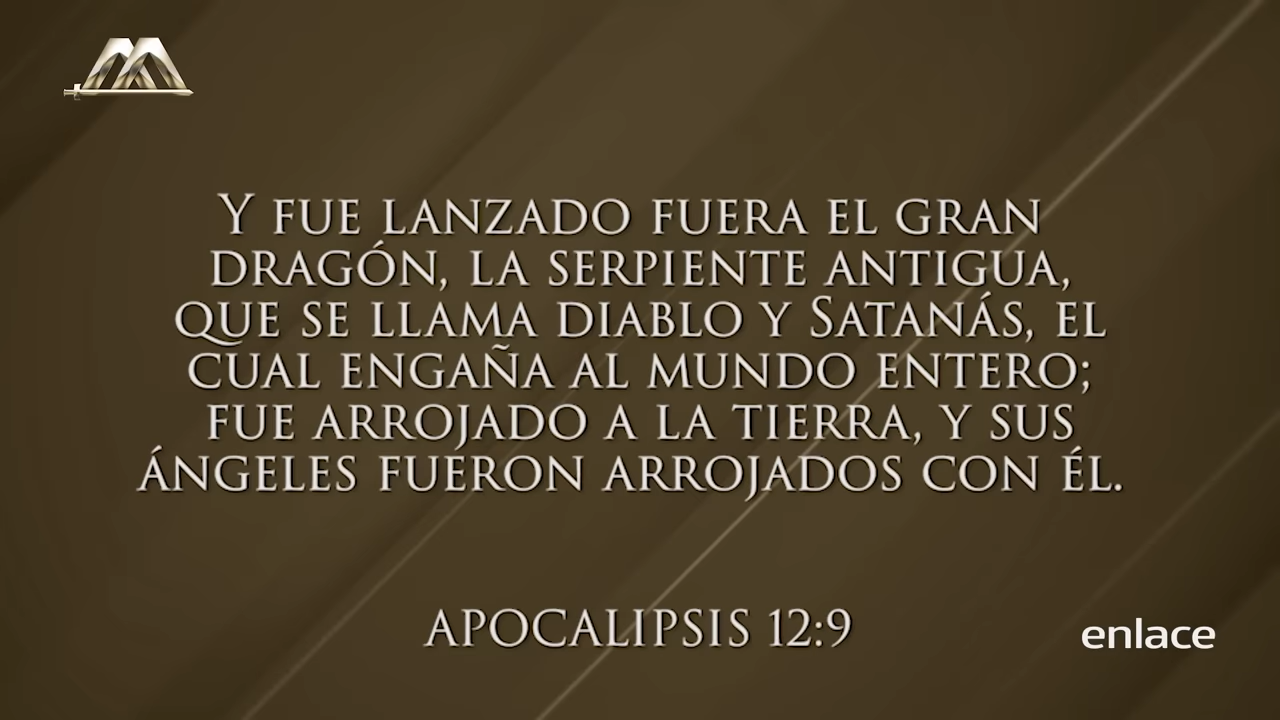 Y FUE LANZADO FUERA EL GRAN
DRAGÓN, LA SERPIENTE ANTIGUA,
QUE SE LLAMA DIABLO Y SATANÁS, EL
CUAL ENGAÑA AL MUNDO ENTERO;
FUE ARROJADO A LA TIERRA, Y SUS
ÁNGELES FUERON ARROJADOS CON ÉL.
APOCALIPSIS 12:9
enlace